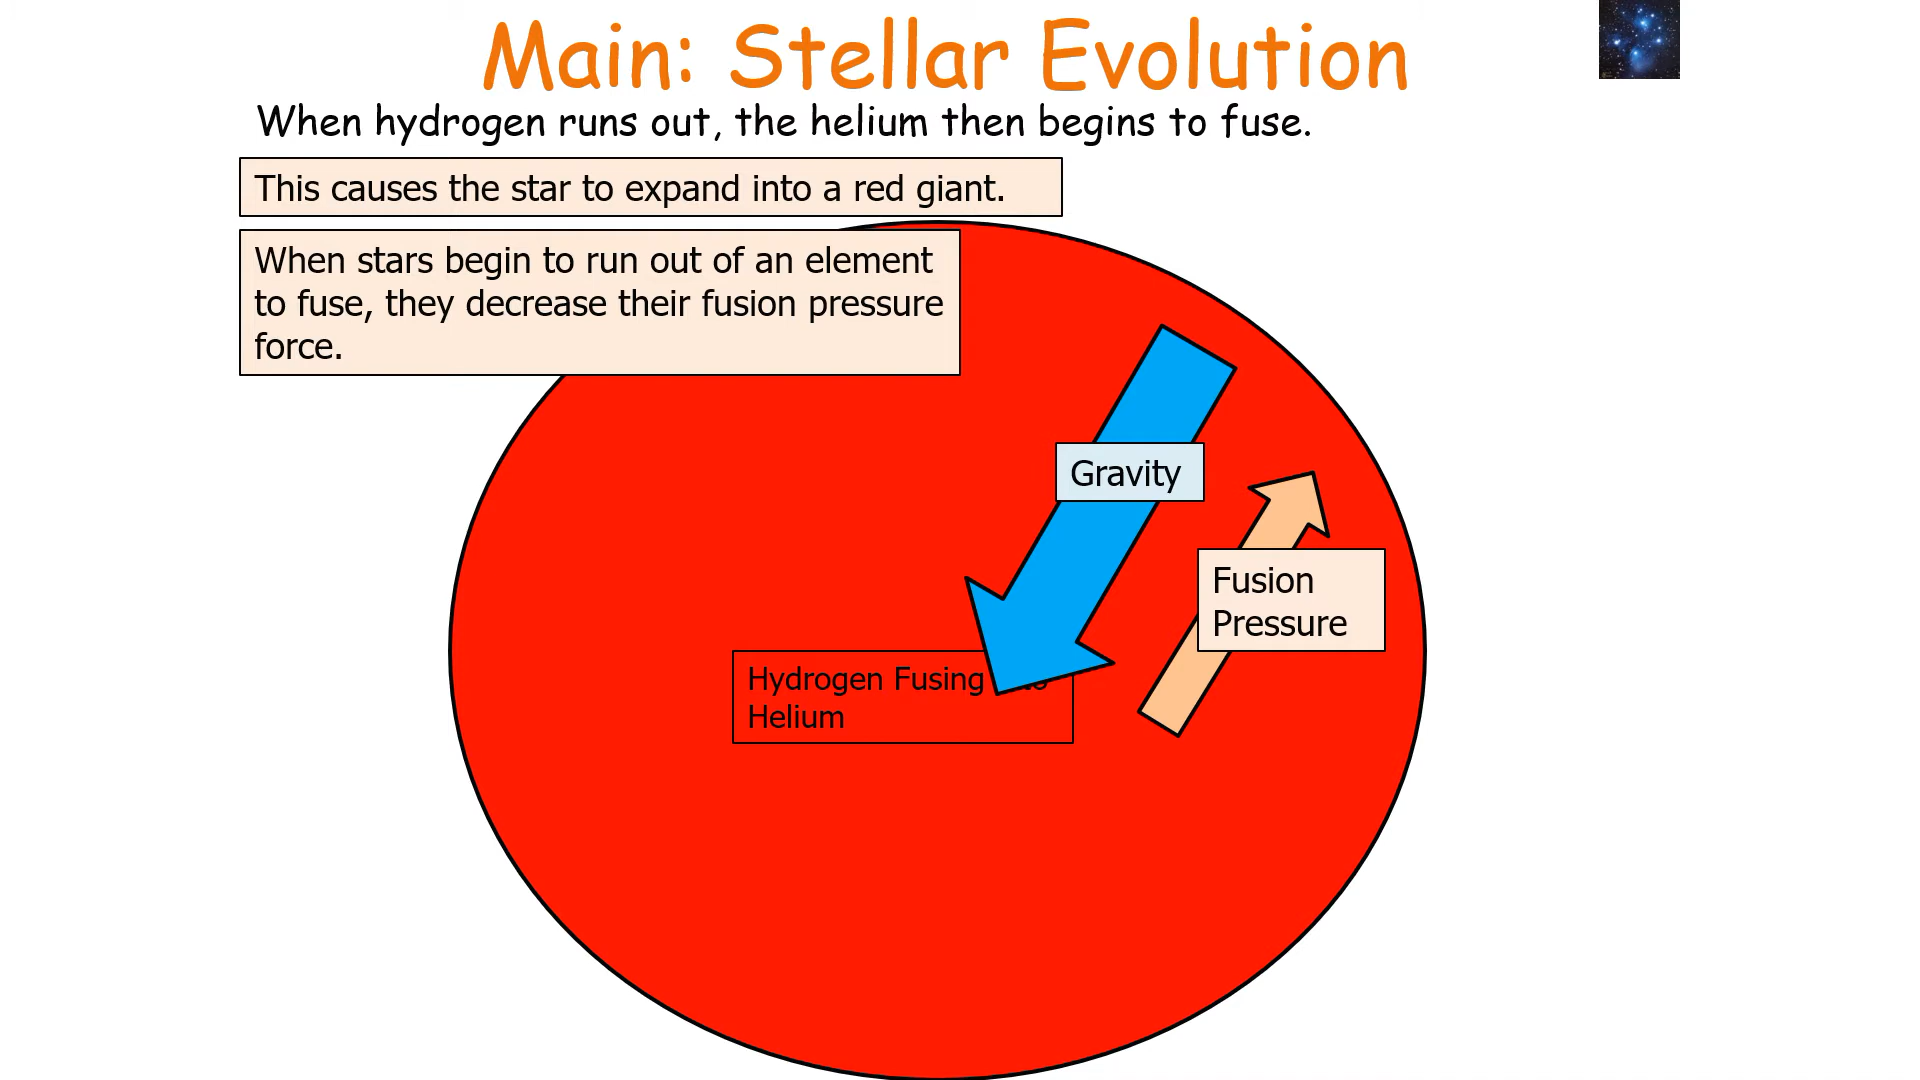 Main: Stellar Evolution
When hydrogen runs out, the helium then begins to fuse.
This causes the star to expand into a red giant.
When stars begin to run out of an element
to fuse, they decrease their fusion pressure
force.
Gravity
Fusion
Pressure
Hydrogen Fusing
Helium